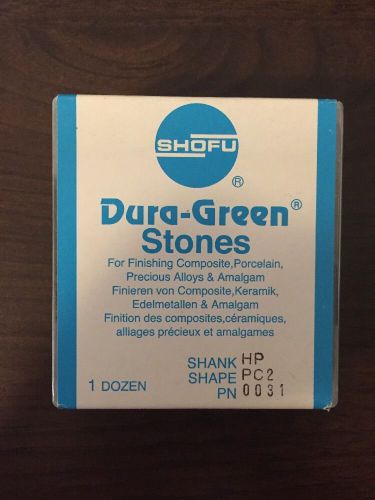 SHOFU
®
Dura-Green®
Stones
For Finishing Composite,Porcelain,
Precious Alloys & Amalgam
Finieren von Composite,Keramik,
Edelmetallen & Amalgam
Finition des composites,céramiques,
alliages précieux et amalgames
SHANK HP
SHAPE PC2
1 DOZEN PN 0031